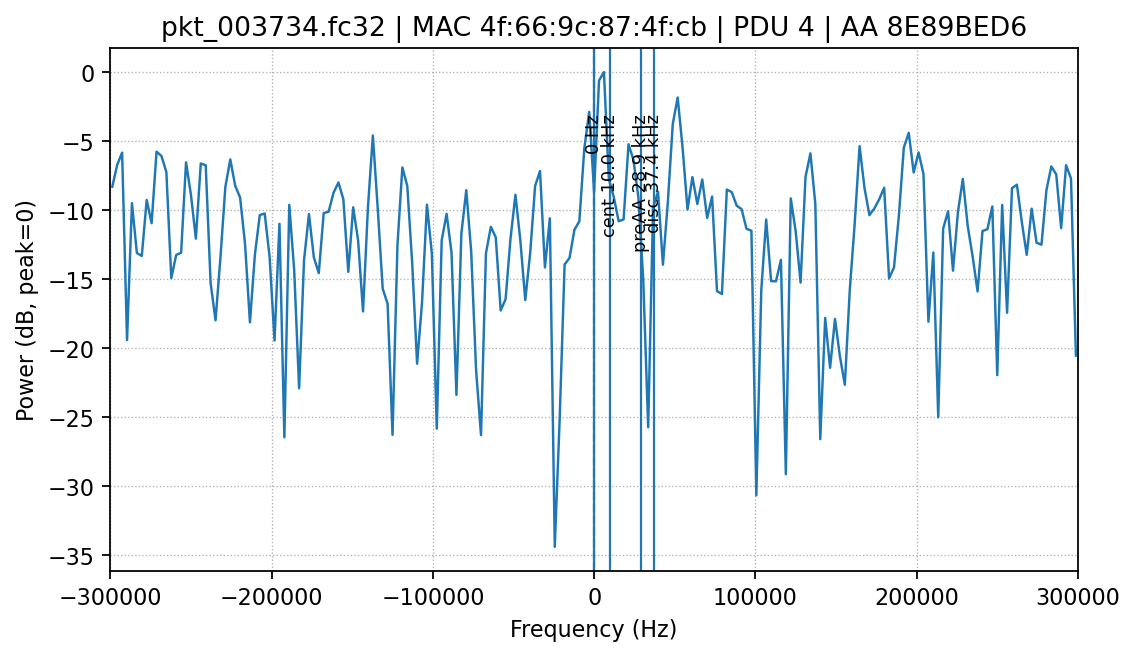 pkt_003734.fc32 | MAC 4f:66:9c:87:4f:cb | PDU 4 | AA 8E89BED6
Power (dB, peak=0)
0
−5
−10
−15
−20
−25
−30
−35
0 Hz
cent 10.0 kHz
preAA 28.9 kHz
disc 37.4 kHz
−300000
−200000
−100000
0
100000
200000
300000
Frequency (Hz)